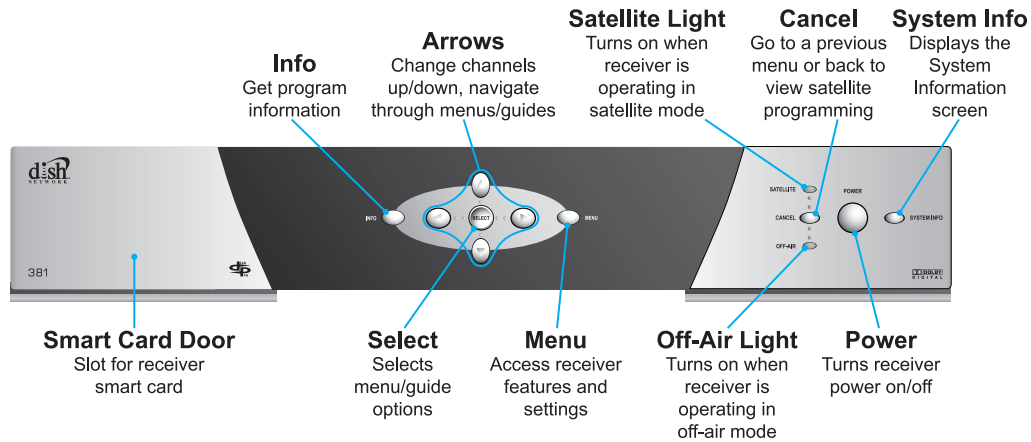 Info
Get program
information
Arrows
Change channels
up/down, navigate
through menus/guides
Satellite Light
Turns on when
receiver is
operating in
satellite mode
Cancel
Go to a previous
menu or back to
view satellite
programming
System Info
Displays the
System
Information
screen
dish
NETWORK
381
INFO
SELECT
MENU
SATELLITE
CANCEL
OFF-AIR
POWER
SYSTEM INFO
DOLBY
DIGITAL
Smart Card Door
Slot for receiver
smart card
Select
Selects
menu/guide
options
Menu
Access receiver
features and
settings
Off-Air Light
Turns on when
receiver is
operating in
off-air mode
Power
Turns receiver
power on/off